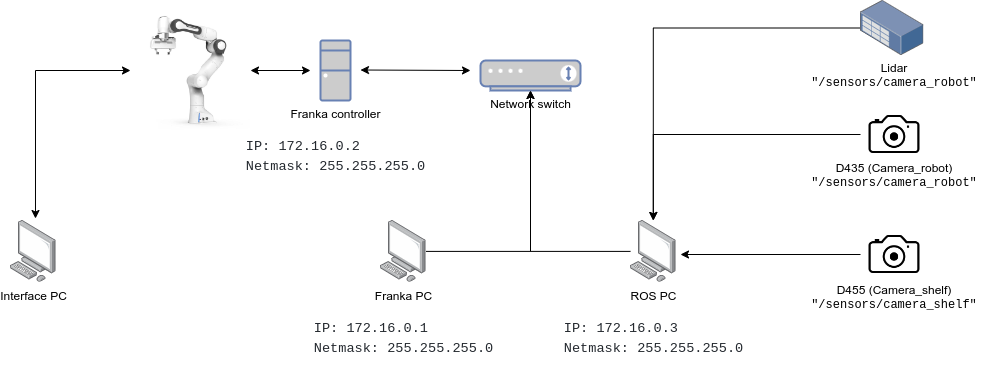 Lidar
"/sensors/camera_robot"
Franka controller
Network switch
IP: 172.16.0.2
Netmask: 255.255.255.0
D435 (Camera_robot)
"/sensors/camera_robot"
Interface PC
Franka PC
ROS PC
D455 (Camera_shelf)
"/sensors/camera_shelf"
IP: 172.16.0.1
Netmask: 255.255.255.0
IP: 172.16.0.3
Netmask: 255.255.255.0